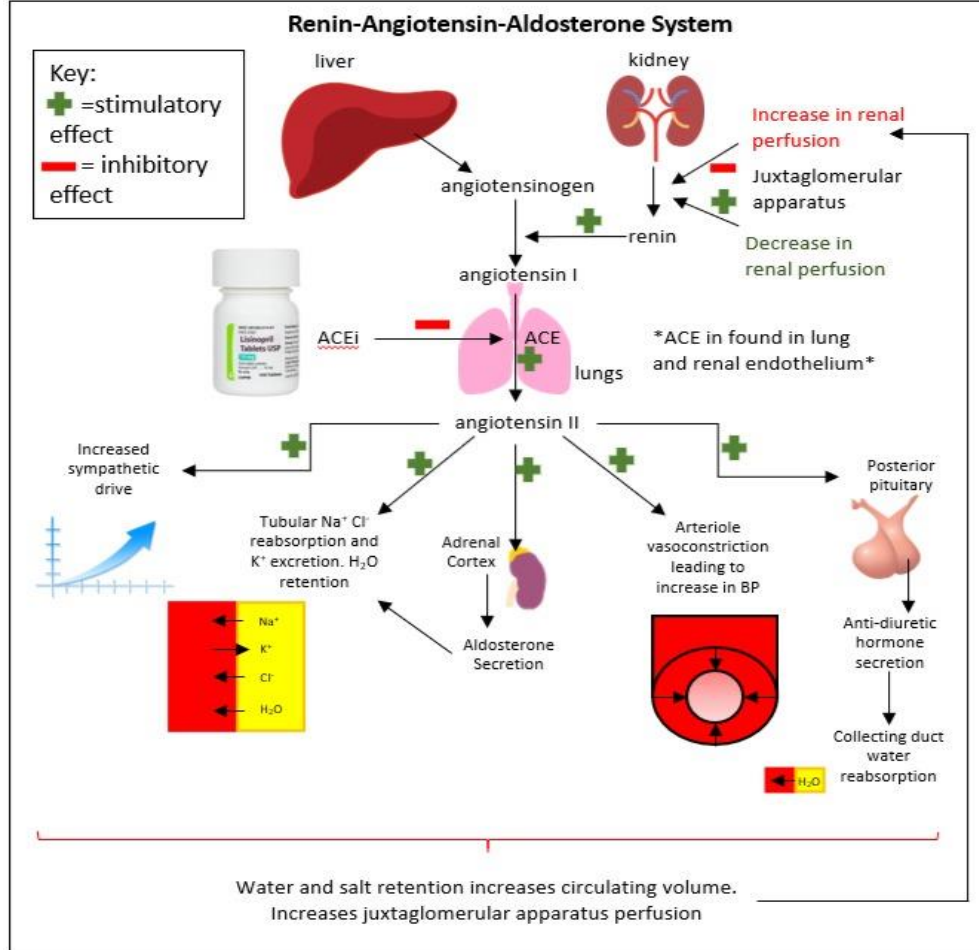 Renin-Angiotensin-Aldosterone System
Key:
=stimulatory
effect
= inhibitory
effect
liver
kidney
Increase in renal
perfusion
Juxtaglomerular
apparatus
Decrease in
renal perfusion
angiotensinogen
renin
angiotensin I
Lisinopril
Tablets USP
ACEi
ACE
lungs
*ACE in found in lung
and renal endothelium*
angiotensin II
Increased
sympathetic
drive
Tubular Na⁺ Cl⁻
reabsorption and
K⁺ excretion. H₂O
retention
Na⁺
K⁺
Cl⁻
H₂O
Adrenal
Cortex
Aldosterone
Secretion
Arteriole
vasoconstriction
leading to
increase in BP
Posterior
pituitary
Anti-diuretic
hormone
secretion
Collecting duct
water
reabsorption
H₂O
Water and salt retention increases circulating volume.
Increases juxtaglomerular apparatus perfusion